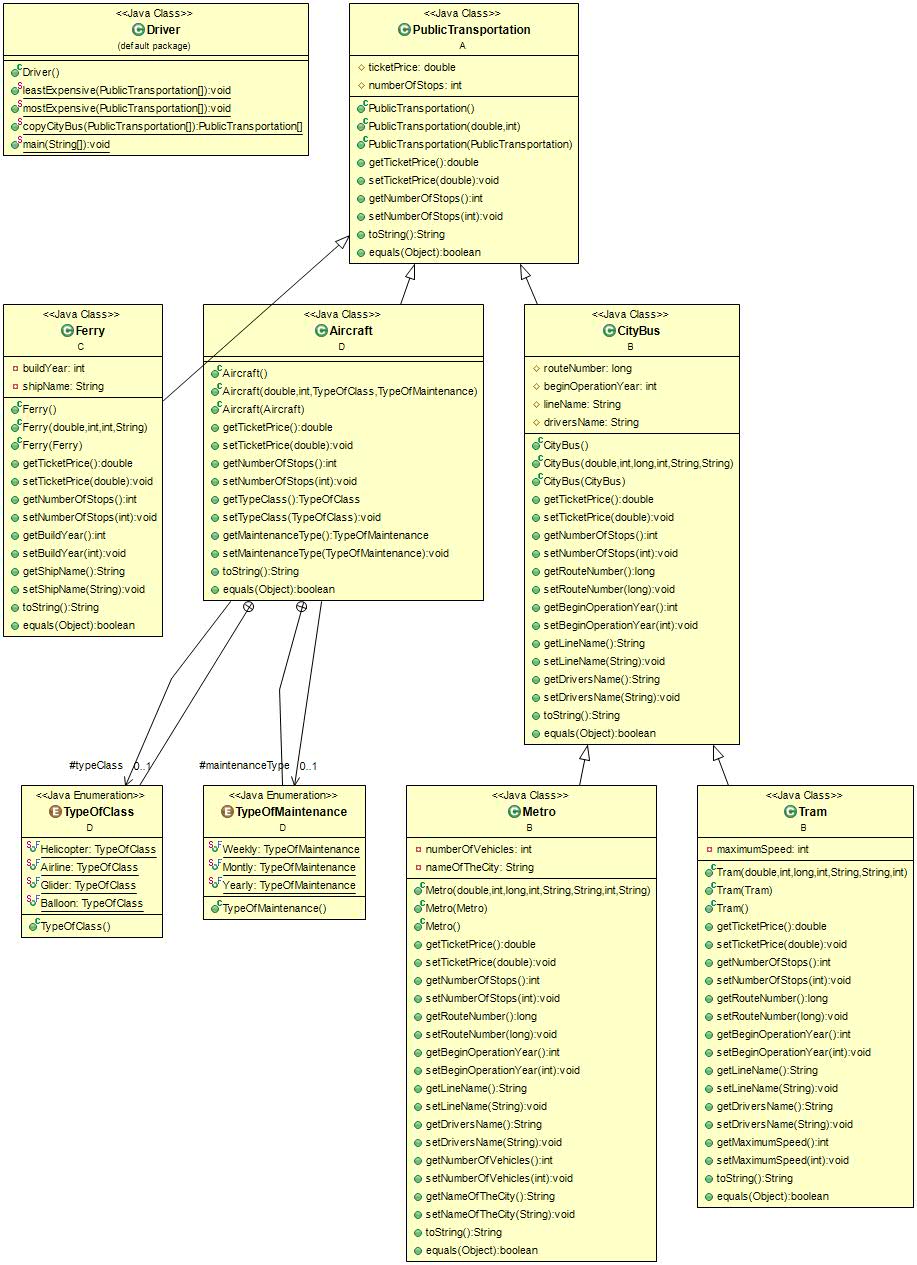 <<Java Class>>
Driver
(default package)
Driver()
leastExpensive(PublicTransportation[]):void
mostExpensive(PublicTransportation[]):void
copyCityBus(PublicTransportation[]):PublicTransportation[]
main(String[]):void
<<Java Class>>
PublicTransportation
A
ticketPrice: double
numberOfStops: int
PublicTransportation()
PublicTransportation(double,int)
PublicTransportation(PublicTransportation)
getTicketPrice():double
setTicketPrice(double):void
getNumberOfStops():int
setNumberOfStops(int):void
toString():String
equals(Object):boolean
<<Java Class>>
Ferry
C
buildYear: int
shipName: String
Ferry()
Ferry(double,int,int,String)
Ferry(Ferry)
getTicketPrice():double
setTicketPrice(double):void
getNumberOfStops():int
setNumberOfStops(int):void
getBuildYear():int
setBuildYear(int):void
getShipName():String
setShipName(String):void
toString():String
equals(Object):boolean
<<Java Class>>
Aircraft
D
Aircraft()
Aircraft(double,int,TypeOfClass,TypeOfMaintenance)
Aircraft(Aircraft)
getTicketPrice():double
setTicketPrice(double):void
getNumberOfStops():int
setNumberOfStops(int):void
getTypeClass():TypeOfClass
setTypeClass(TypeOfClass):void
getMaintenanceType():TypeOfMaintenance
setMaintenanceType(TypeOfMaintenance):void
toString():String
equals(Object):boolean
<<Java Class>>
CityBus
B
routeNumber: long
beginOperationYear: int
lineName: String
driversName: String
CityBus()
CityBus(double,int,long,int,String,String)
CityBus(CityBus)
getTicketPrice():double
setTicketPrice(double):void
getNumberOfStops():int
setNumberOfStops(int):void
getRouteNumber():long
setRouteNumber(long):void
getBeginOperationYear():int
setBeginOperationYear(int):void
getLineName():String
setLineName(String):void
getDriversName():String
setDriversName(String):void
toString():String
equals(Object):boolean
#typeClass 0..1
#maintenanceType 0..1
<<Java Enumeration>>
TypeOfClass
D
Helicopter: TypeOfClass
Airline: TypeOfClass
Glider: TypeOfClass
Balloon: TypeOfClass
TypeOfClass()
<<Java Enumeration>>
TypeOfMaintenance
D
Weekly: TypeOfMaintenance
Montly: TypeOfMaintenance
Yearly: TypeOfMaintenance
TypeOfMaintenance()
<<Java Class>>
Metro
B
numberOfVehicles: int
nameOfTheCity: String
Metro(double,int,long,int,String,String,int,String)
Metro(Metro)
Metro()
getTicketPrice():double
setTicketPrice(double):void
getNumberOfStops():int
setNumberOfStops(int):void
getRouteNumber():long
setRouteNumber(long):void
getBeginOperationYear():int
setBeginOperationYear(int):void
getLineName():String
setLineName(String):void
getDriversName():String
setDriversName(String):void
getNumberOfVehicles():int
setNumberOfVehicles(int):void
getNameOfTheCity():String
setNameOfTheCity(String):void
toString():String
equals(Object):boolean
<<Java Class>>
Tram
B
maximumSpeed: int
Tram(double,int,long,int,String,String,int)
Tram(Tram)
Tram()
getTicketPrice():double
setTicketPrice(double):void
getNumberOfStops():int
setNumberOfStops(int):void
getRouteNumber():long
setRouteNumber(long):void
getBeginOperationYear():int
setBeginOperationYear(int):void
getLineName():String
setLineName(String):void
getDriversName():String
setDriversName(String):void
getMaximumSpeed():int
setMaximumSpeed(int):void
toString():String
equals(Object):boolean